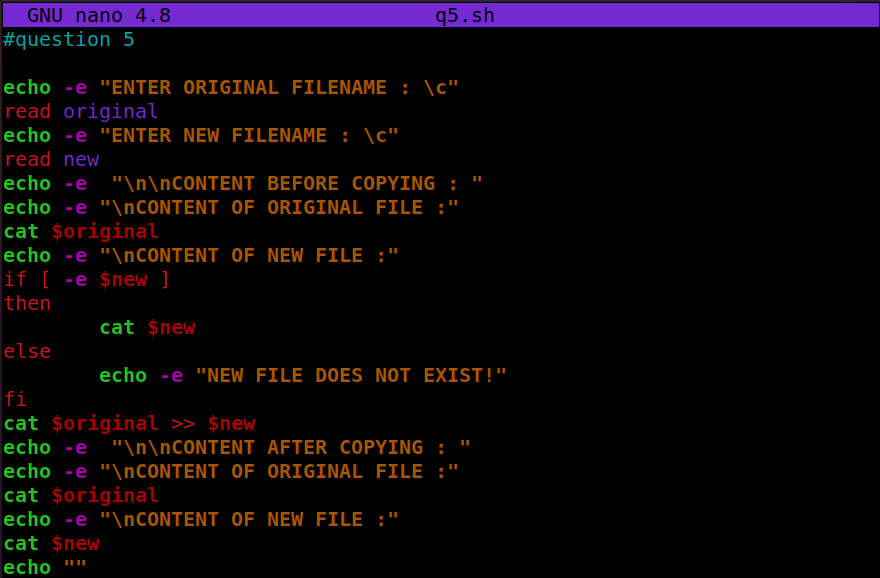 GNU nano 4.8 q5.sh
#question 5
echo -e "ENTER ORIGINAL FILENAME : \c"
read original
echo -e "ENTER NEW FILENAME : \c"
read new
echo -e  "\n\nCONTENT BEFORE COPYING : "
echo -e "\nCONTENT OF ORIGINAL FILE :"
cat $original
echo -e "\nCONTENT OF NEW FILE :"
if [ -e $new ]
then
        cat $new
else
        echo -e "NEW FILE DOES NOT EXIST!"
fi
cat $original >> $new
echo -e  "\n\nCONTENT AFTER COPYING : "
echo -e "\nCONTENT OF ORIGINAL FILE :"
cat $original
echo -e "\nCONTENT OF NEW FILE :"
cat $new
echo ""